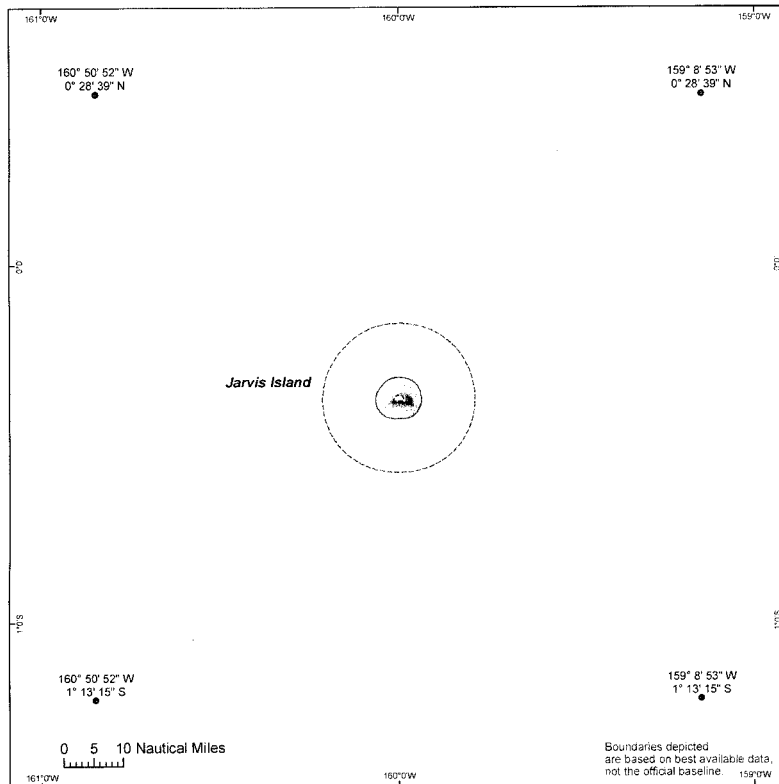 161°0'W 160°0'W 159°0'W
160° 50' 52" W
0° 28' 39" N
159° 8' 53" W
0° 28' 39" N
0°0' 0°0'
Jarvis Island
1°0'S 1°0'S
160° 50' 52" W
1° 13' 15" S
159° 8' 53" W
1° 13' 15" S
0 5 10 Nautical Miles
Boundaries depicted
are based on best available data,
not the official baseline.
161°0'W 160°0'W 159°0'W